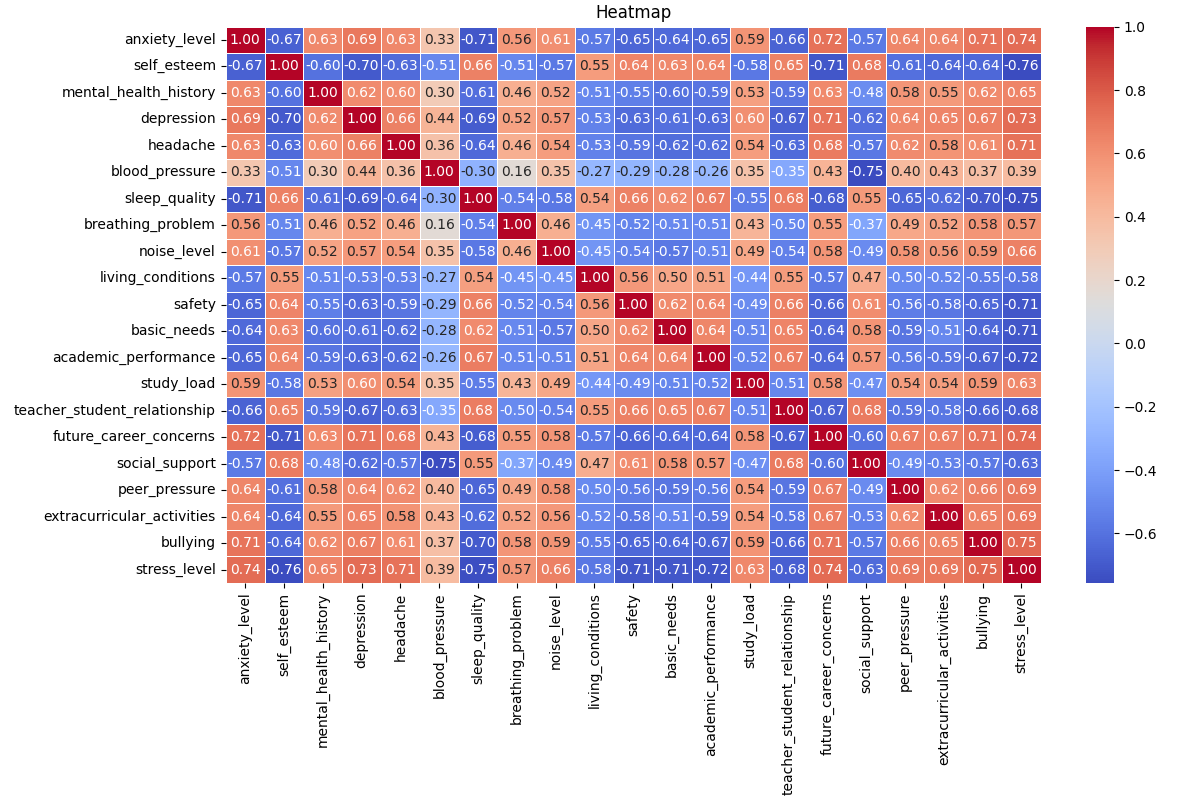 Heatmap
anxiety_level 1.00 -0.67 0.63 0.69 0.63 0.33 -0.71 0.56 0.61 -0.57 -0.65 -0.64 -0.65 0.59 -0.66 0.72 -0.57 0.64 0.64 0.71 0.74
self_esteem -0.67 1.00 -0.60 -0.70 -0.63 -0.51 0.66 -0.51 -0.57 0.55 0.64 0.63 0.64 -0.58 0.65 -0.71 0.68 -0.61 -0.64 -0.64 -0.76
mental_health_history 0.63 -0.60 1.00 0.62 0.60 0.30 -0.61 0.46 0.52 -0.51 -0.55 -0.60 -0.59 0.53 -0.59 0.63 -0.48 0.58 0.55 0.62 0.65
depression 0.69 -0.70 0.62 1.00 0.66 0.44 -0.69 0.52 0.57 -0.53 -0.63 -0.61 -0.63 0.60 -0.67 0.71 -0.62 0.64 0.65 0.67 0.73
headache 0.63 -0.63 0.60 0.66 1.00 0.36 -0.64 0.46 0.54 -0.53 -0.59 -0.62 -0.62 0.54 -0.63 0.68 -0.57 0.62 0.58 0.61 0.71
blood_pressure 0.33 -0.51 0.30 0.44 0.36 1.00 -0.30 0.16 0.35 -0.27 -0.29 -0.28 -0.26 0.35 -0.35 0.43 -0.75 0.40 0.43 0.37 0.39
sleep_quality -0.71 0.66 -0.61 -0.69 -0.64 -0.30 1.00 -0.54 -0.58 0.54 0.66 0.62 0.67 -0.55 0.68 -0.68 0.55 -0.65 -0.62 -0.70 -0.75
breathing_problem 0.56 -0.51 0.46 0.52 0.46 0.16 -0.54 1.00 0.46 -0.45 -0.52 -0.51 -0.51 0.43 -0.50 0.55 -0.37 0.49 0.52 0.58 0.57
noise_level 0.61 -0.57 0.52 0.57 0.54 0.35 -0.58 0.46 1.00 -0.45 -0.54 -0.57 -0.51 0.49 -0.54 0.58 -0.49 0.58 0.56 0.59 0.66
living_conditions -0.57 0.55 -0.51 -0.53 -0.53 -0.27 0.54 -0.45 -0.45 1.00 0.56 0.50 0.51 -0.44 0.55 -0.57 0.47 -0.50 -0.52 -0.55 -0.58
safety -0.65 0.64 -0.55 -0.63 -0.59 -0.29 0.66 -0.52 -0.54 0.56 1.00 0.62 0.64 -0.49 0.66 -0.66 0.61 -0.56 -0.58 -0.65 -0.71
basic_needs -0.64 0.63 -0.60 -0.61 -0.62 -0.28 0.62 -0.51 -0.57 0.50 0.62 1.00 0.64 -0.51 0.65 -0.64 0.58 -0.59 -0.51 -0.64 -0.71
academic_performance -0.65 0.64 -0.59 -0.63 -0.62 -0.26 0.67 -0.51 -0.51 0.51 0.64 0.64 1.00 -0.52 0.67 -0.64 0.57 -0.56 -0.59 -0.67 -0.72
study_load 0.59 -0.58 0.53 0.60 0.54 0.35 -0.55 0.43 0.49 -0.44 -0.49 -0.51 -0.52 1.00 -0.51 0.58 -0.47 0.54 0.54 0.59 0.63
teacher_student_relationship -0.66 0.65 -0.59 -0.67 -0.63 -0.35 0.68 -0.50 -0.54 0.55 0.66 0.65 0.67 -0.51 1.00 -0.67 0.68 -0.59 -0.58 -0.66 -0.68
future_career_concerns 0.72 -0.71 0.63 0.71 0.68 0.43 -0.68 0.55 0.58 -0.57 -0.66 -0.64 -0.64 0.58 -0.67 1.00 -0.60 0.67 0.67 0.71 0.74
social_support -0.57 0.68 -0.48 -0.62 -0.57 -0.75 0.55 -0.37 -0.49 0.47 0.61 0.58 0.57 -0.47 0.68 -0.60 1.00 -0.49 -0.53 -0.57 -0.63
peer_pressure 0.64 -0.61 0.58 0.64 0.62 0.40 -0.65 0.49 0.58 -0.50 -0.56 -0.59 -0.56 0.54 -0.59 0.67 -0.49 1.00 0.62 0.66 0.69
extracurricular_activities 0.64 -0.64 0.55 0.65 0.58 0.43 -0.62 0.52 0.56 -0.52 -0.58 -0.51 -0.59 0.54 -0.58 0.67 -0.53 0.62 1.00 0.65 0.69
bullying 0.71 -0.64 0.62 0.67 0.61 0.37 -0.70 0.58 0.59 -0.55 -0.65 -0.64 -0.67 0.59 -0.66 0.71 -0.57 0.66 0.65 1.00 0.75
stress_level 0.74 -0.76 0.65 0.73 0.71 0.39 -0.75 0.57 0.66 -0.58 -0.71 -0.71 -0.72 0.63 -0.68 0.74 -0.63 0.69 0.69 0.75 1.00
anxiety_level
self_esteem
mental_health_history
depression
headache
blood_pressure
sleep_quality
breathing_problem
noise_level
living_conditions
safety
basic_needs
academic_performance
study_load
teacher_student_relationship
future_career_concerns
social_support
peer_pressure
extracurricular_activities
bullying
stress_level
1.0
0.8
0.6
0.4
0.2
0.0
−0.2
−0.4
−0.6